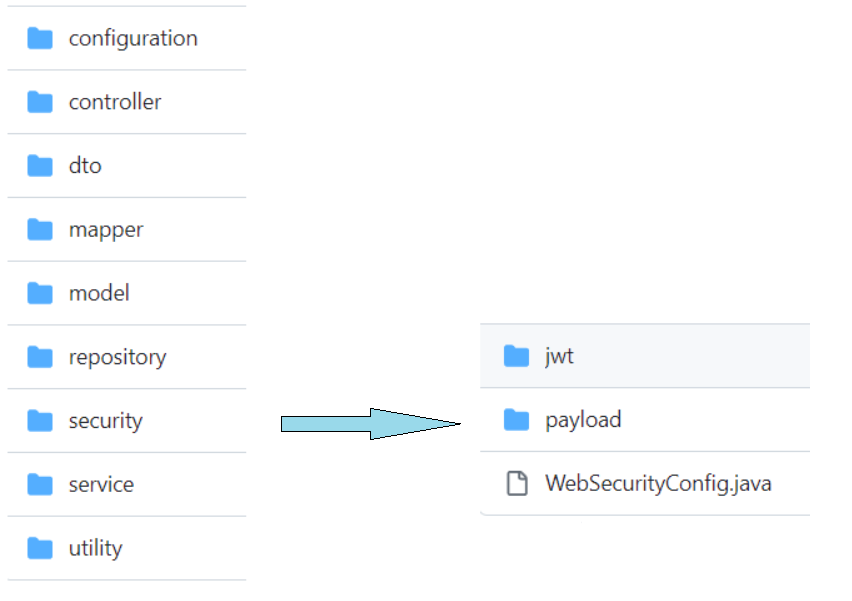 configuration
controller
dto
mapper
model
repository
security
service
utility
jwt
payload
WebSecurityConfig.java